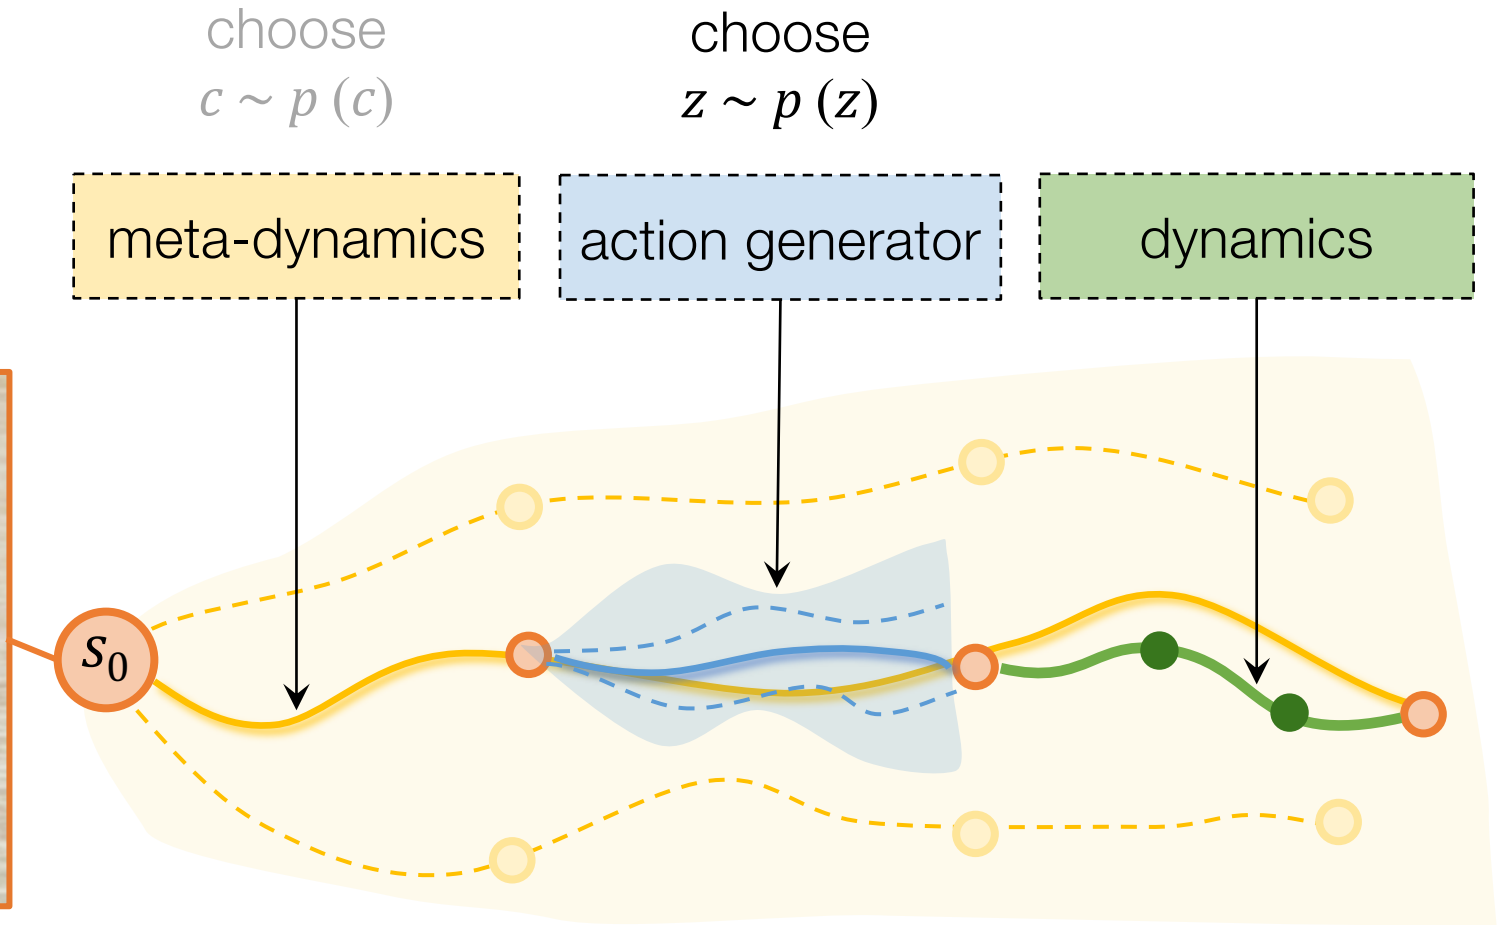 choose
c ~ p (c)
choose
z ~ p (z)
meta-dynamics
action generator
dynamics
s₀